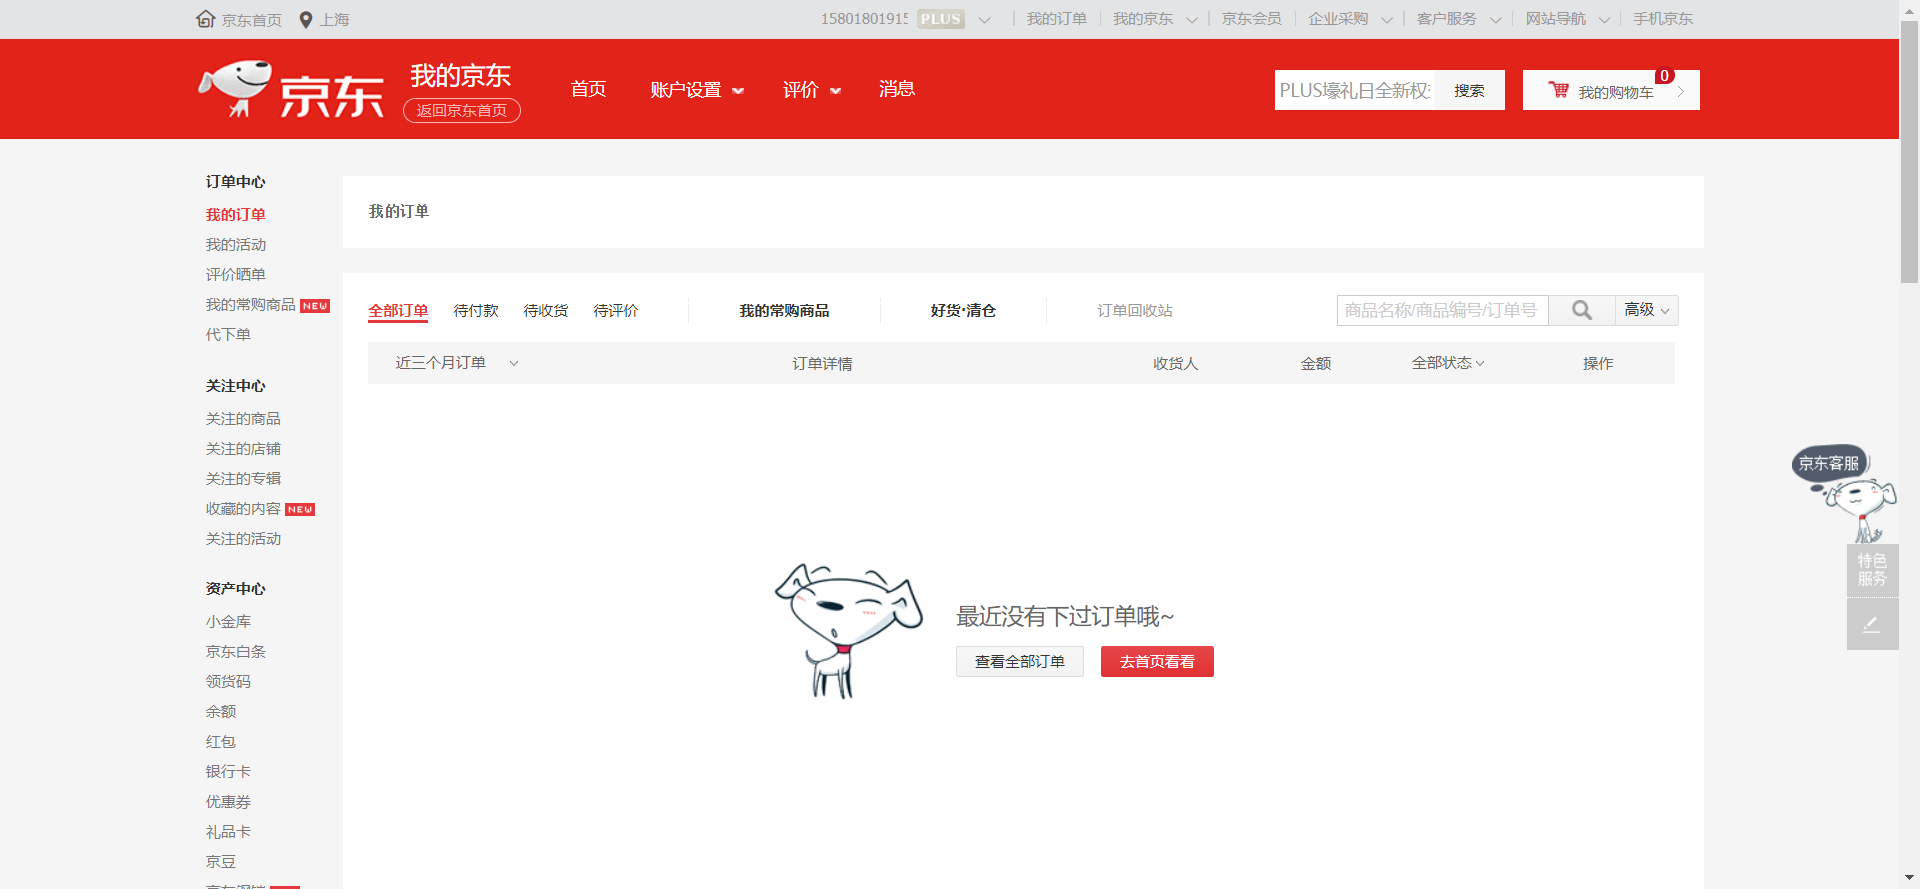 京东首页 上海 15801801915 PLUS 我的订单 我的京东 京东会员 企业采购 客户服务 网站导航 手机京东
京东 我的京东 首页 账户设置 评价 消息 PLUS壕礼日全新权 搜索 我的购物车 0
返回京东首页
订单中心
我的订单
我的活动
评价晒单
我的常购商品 NEW
代下单
关注中心
关注的商品
关注的店铺
关注的专辑
收藏的内容 NEW
关注的活动
资产中心
小金库
京东白条
领货码
余额
红包
银行卡
优惠券
礼品卡
京豆
我的订单
全部订单 待付款 待收货 待评价 我的常购商品 好货·清仓 订单回收站 商品名称/商品编号/订单号 高级
近三个月订单 订单详情 收货人 金额 全部状态 操作
最近没有下过订单哦~
查看全部订单 去首页看看
京东客服
特色
服务